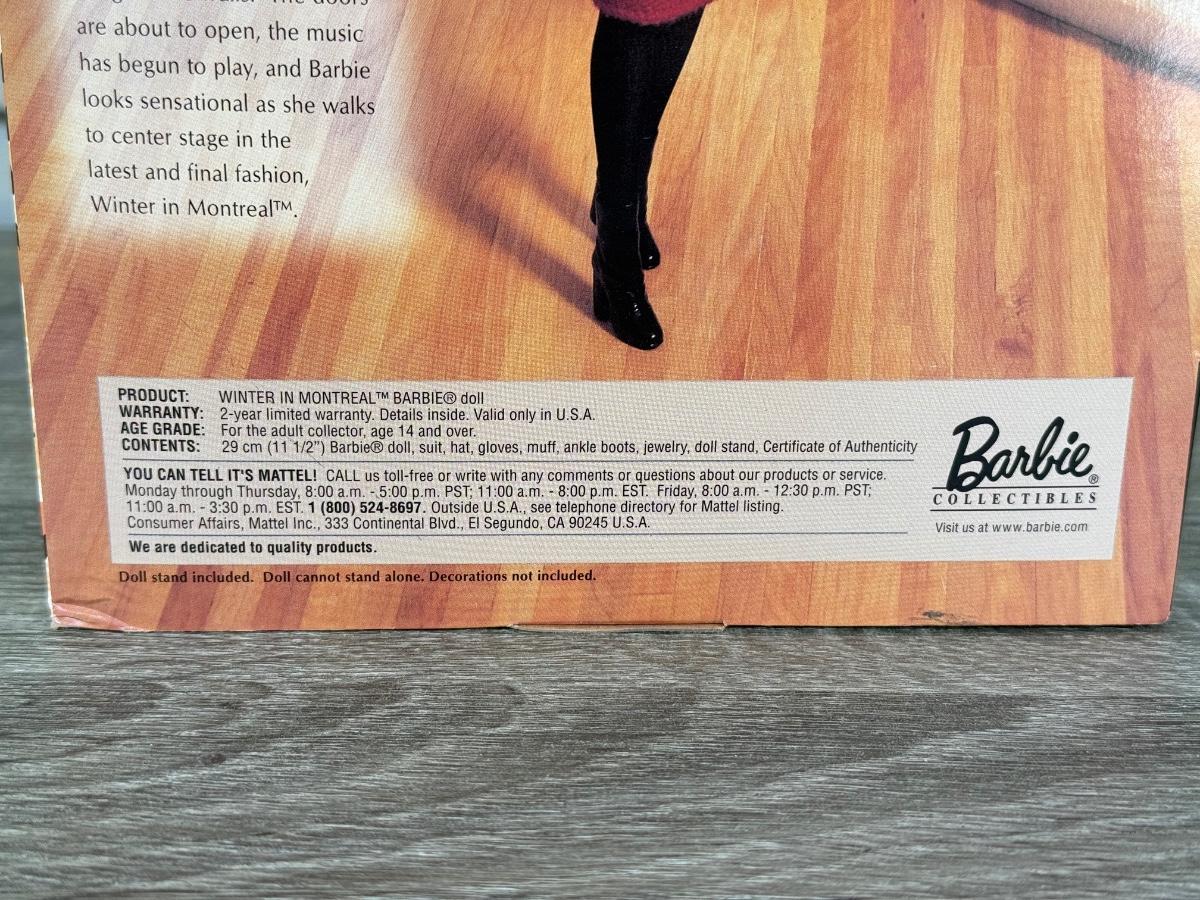 The doors
are about to open, the music
has begun to play, and Barbie
looks sensational as she walks
to center stage in the
latest and final fashion,
Winter in Montreal™.
PRODUCT: WINTER IN MONTREAL™ BARBIE® doll
WARRANTY: 2-year limited warranty. Details inside. Valid only in U.S.A.
AGE GRADE: For the adult collector, age 14 and over.
CONTENTS: 29 cm (11 1/2") Barbie® doll, suit, hat, gloves, muff, ankle boots, jewelry, doll stand, Certificate of Authenticity
YOU CAN TELL IT'S MATTEL! CALL us toll-free or write with any comments or questions about our products or service.
Monday through Thursday, 8:00 a.m. - 5:00 p.m. PST; 11:00 a.m. - 8:00 p.m. EST. Friday, 8:00 a.m. - 12:30 p.m. PST;
11:00 a.m. - 3:30 p.m. EST. 1 (800) 524-8697. Outside U.S.A., see telephone directory for Mattel listing.
Consumer Affairs, Mattel Inc., 333 Continental Blvd., El Segundo, CA 90245 U.S.A.
We are dedicated to quality products.
Barbie®
COLLECTIBLES
Visit us at www.barbie.com
Doll stand included. Doll cannot stand alone. Decorations not included.